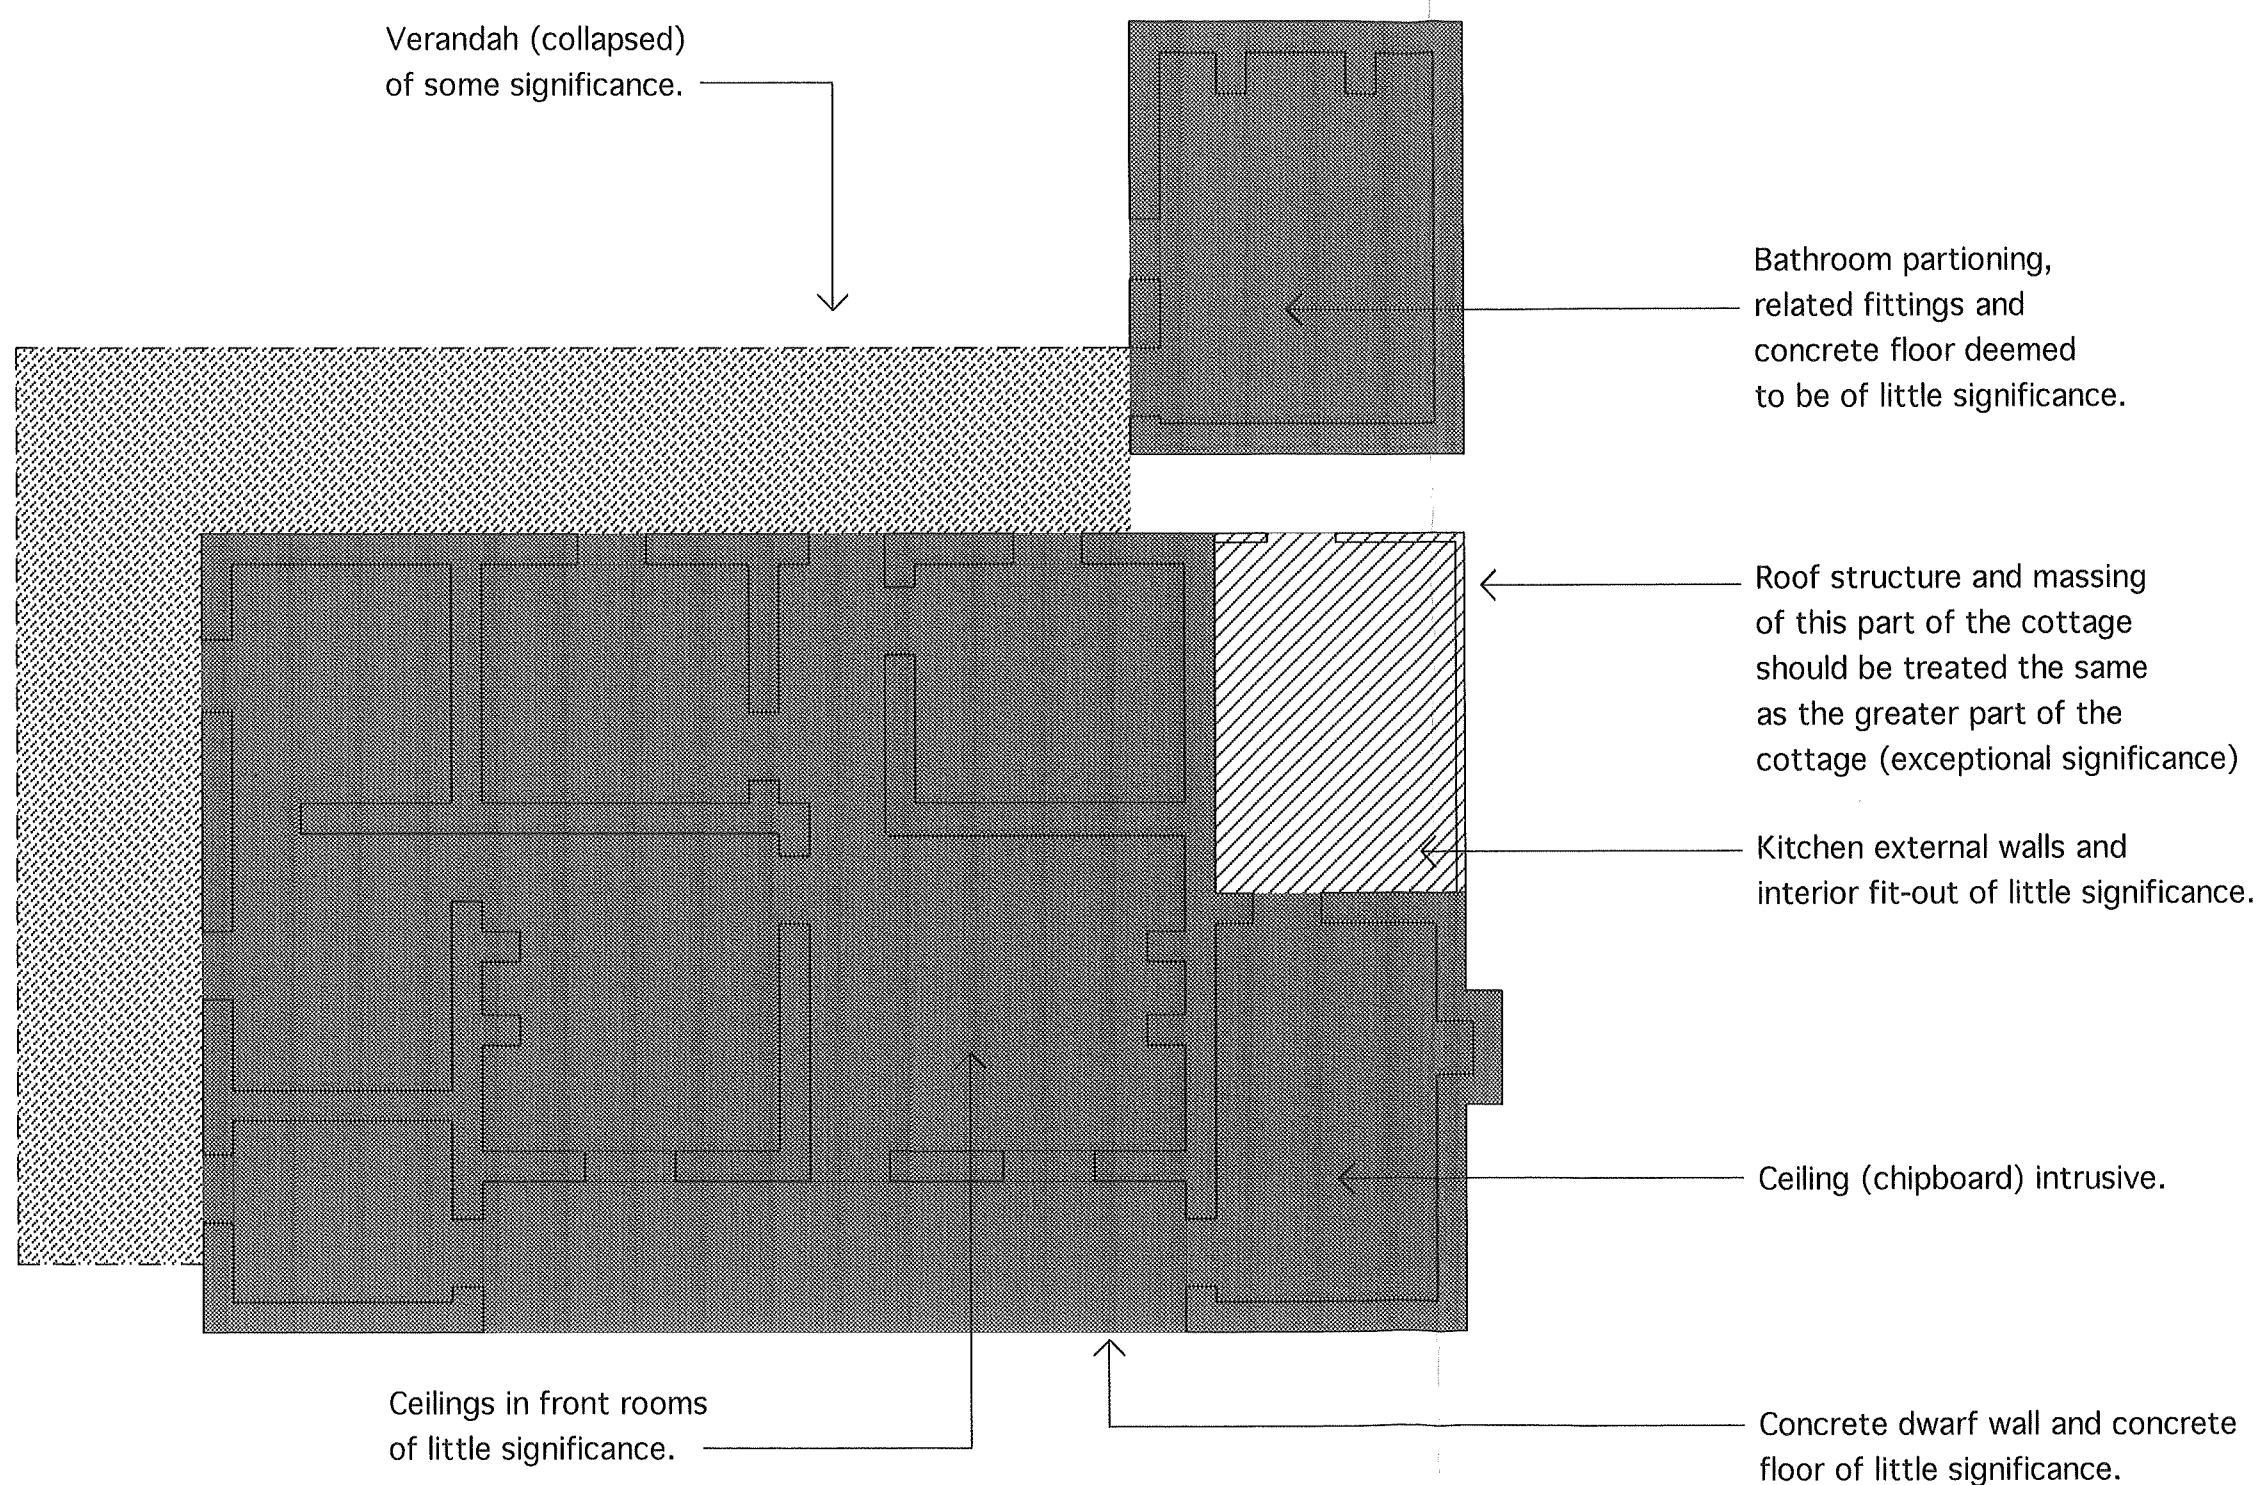 Verandah (collapsed)
of some significance.
Bathroom partioning,
related fittings and
concrete floor deemed
to be of little significance.
Roof structure and massing
of this part of the cottage
should be treated the same
as the greater part of the
cottage (exceptional significance)
Kitchen external walls and
interior fit-out of little significance.
Ceiling (chipboard) intrusive.
Ceilings in front rooms
of little significance.
Concrete dwarf wall and concrete
floor of little significance.